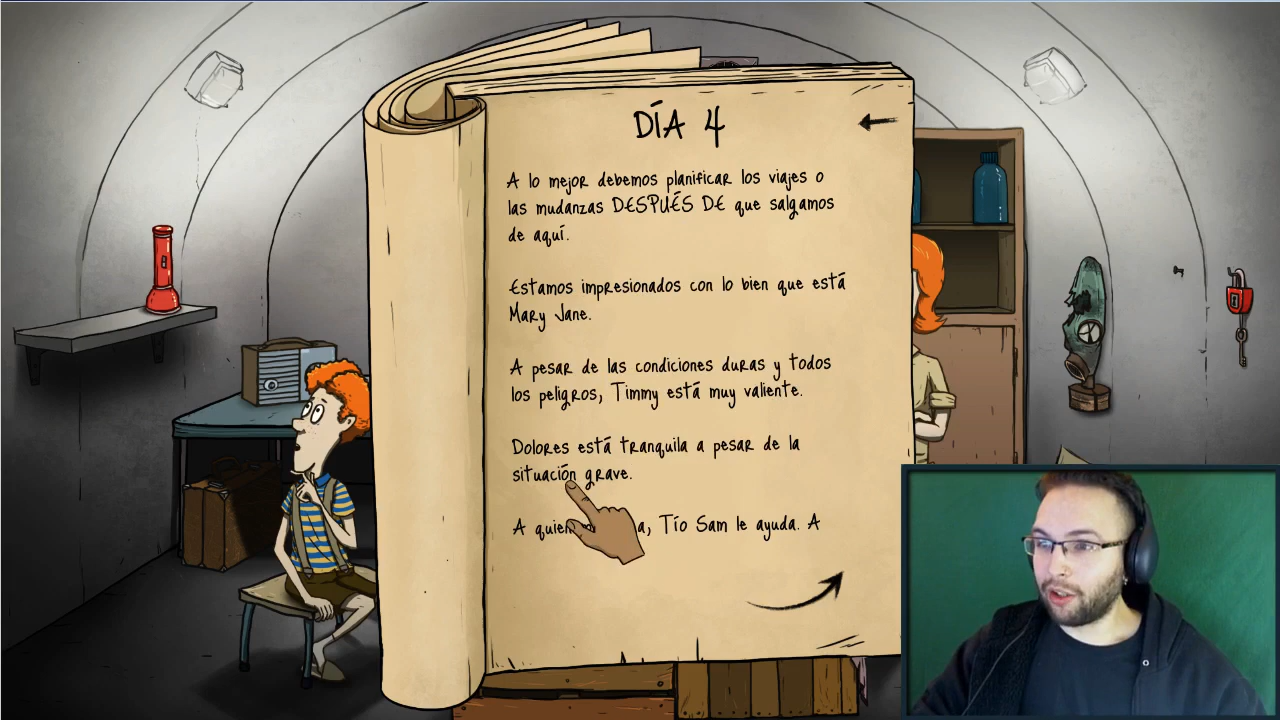 DÍA 4
A lo mejor debemos planificar los viajes o
las mudanzas DESPUÉS DE que salgamos
de aquí.
Estamos impresionados con lo bien que está
Mary Jane.
A pesar de las condiciones duras y todos
los peligros, Timmy está muy valiente.
Dolores está tranquila a pesar de la
situación grave.
A Tío Sam le ayuda. A